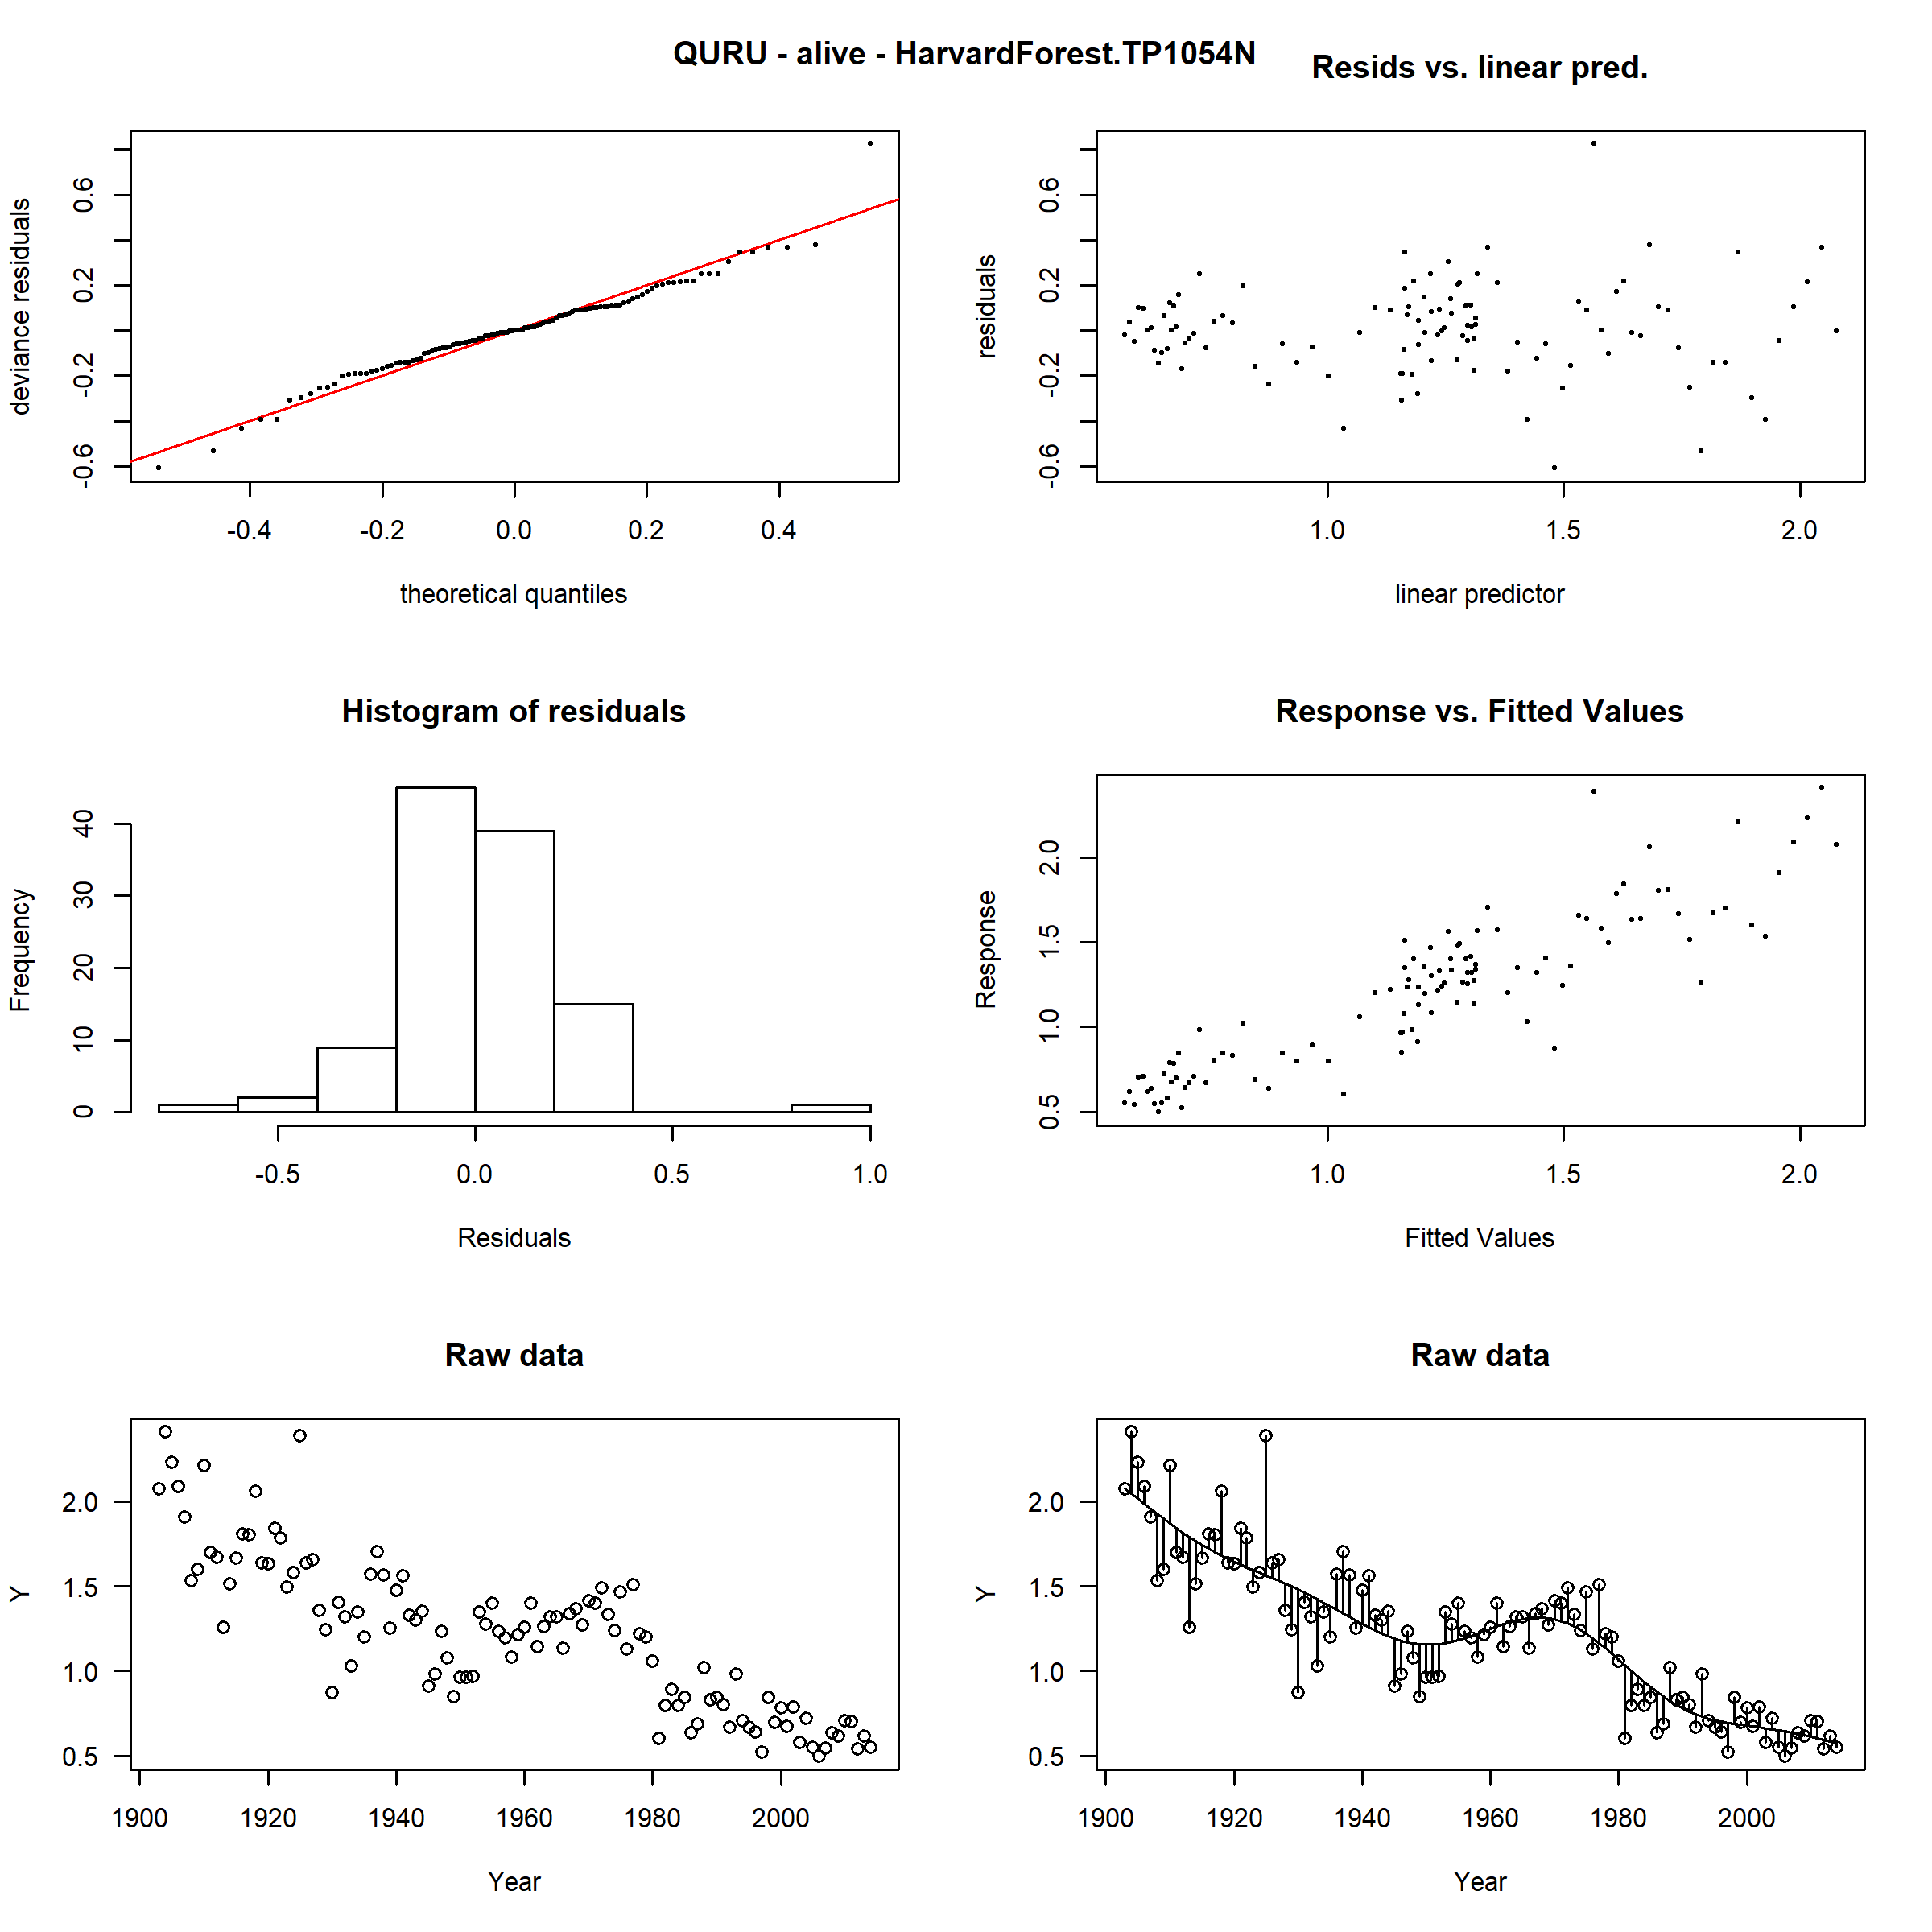 QURU - alive - HarvardForest.TP1054N
Resids vs. linear pred.
deviance residuals
-0.6 -0.2 0.2 0.6
-0.4 -0.2 0.0 0.2 0.4
theoretical quantiles
residuals
-0.6 -0.2 0.2 0.6
1.0 1.5 2.0
linear predictor
Histogram of residuals
Frequency
0 10 20 30 40
-0.5 0.0 0.5 1.0
Residuals
Response vs. Fitted Values
Response
0.5 1.0 1.5 2.0
1.0 1.5 2.0
Fitted Values
Raw data
Y
2.0
1.5
1.0
0.5
1900 1920 1940 1960 1980 2000
Year
Raw data
Y
2.0
1.5
1.0
0.5
1900 1920 1940 1960 1980 2000
Year